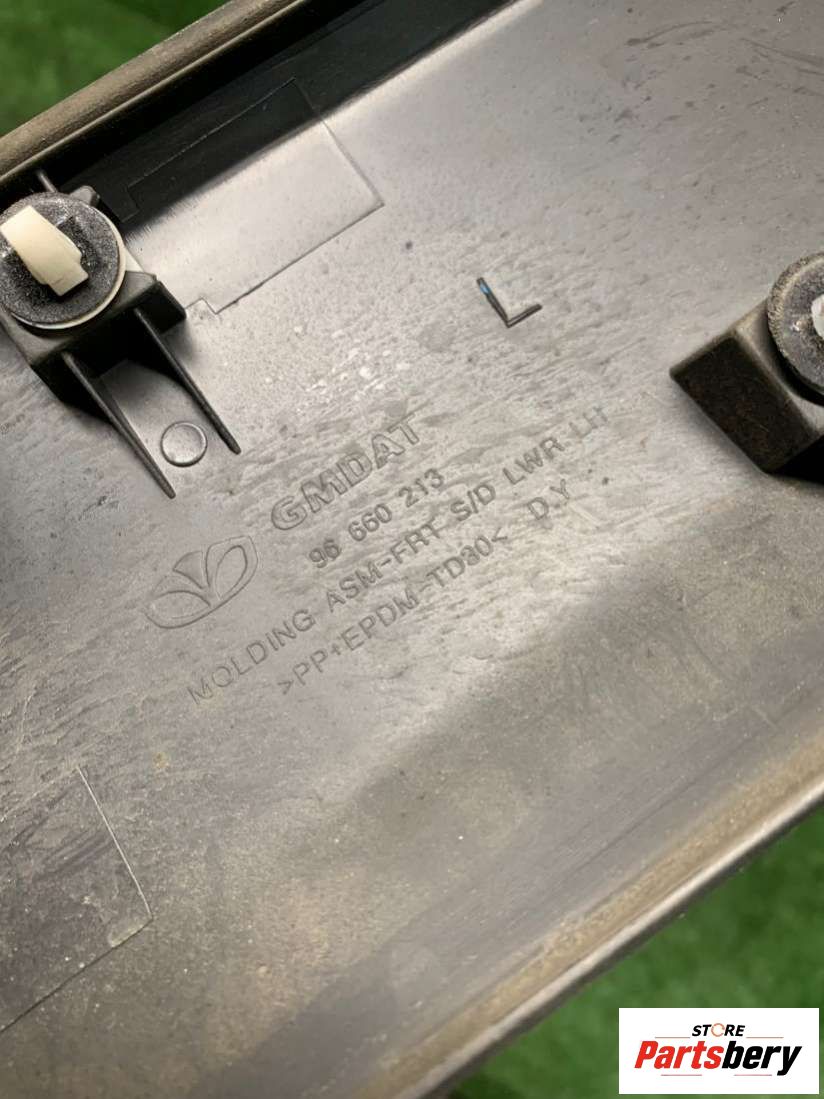 L
GMDAT
96 660 213
MOLDING ASM-FRT S/D LWR LH
>PP+EPDM-TD30< D.Y
STORE
Partsbery